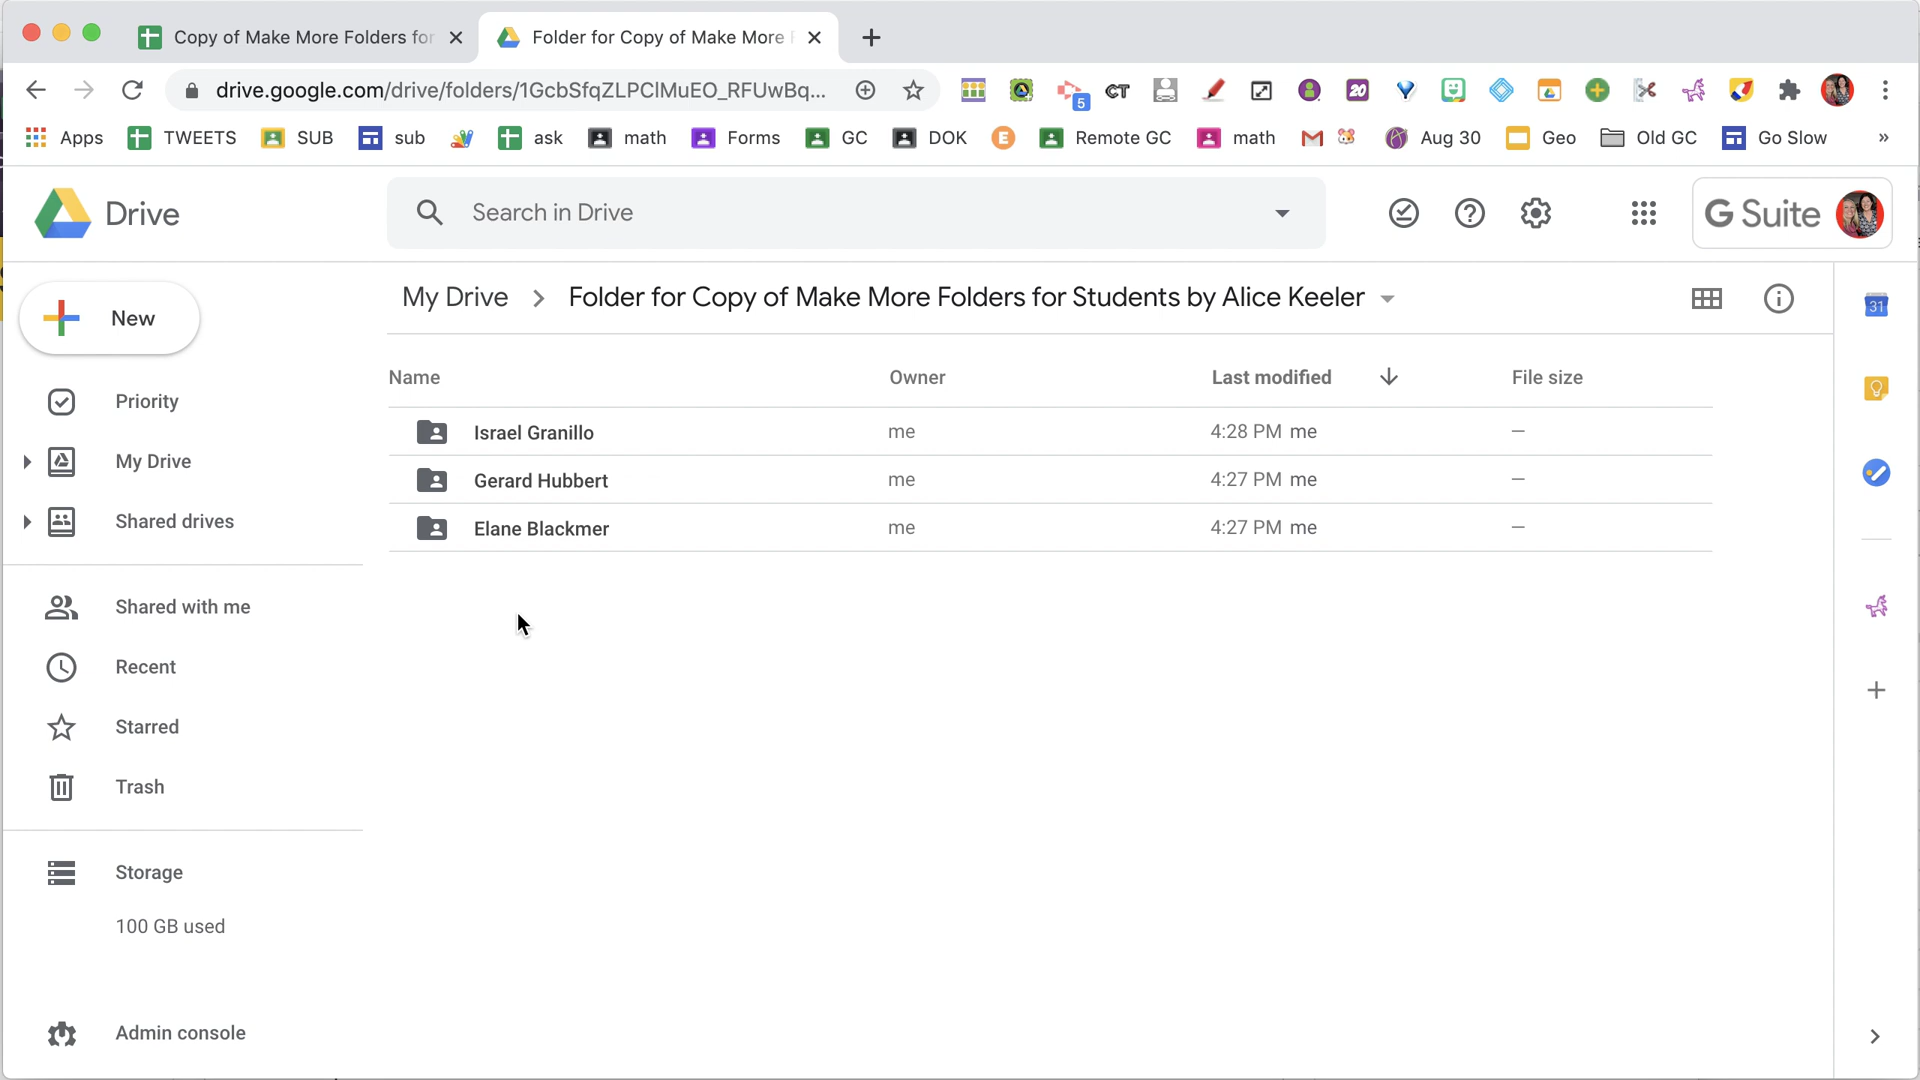 Copy of Make More Folders for
Folder for Copy of Make More
drive.google.com/drive/folders/1GcbSfqZLPClMuEO_RFUwBq...
5
CT
20
Apps
TWEETS
SUB
sub
ask
math
Forms
GC
DOK
E
Remote GC
math
Aug 30
Geo
Old GC
Go Slow
»
Drive
Search in Drive
G Suite
New
My Drive > Folder for Copy of Make More Folders for Students by Alice Keeler
31
Name Owner Last modified File size
Israel Granillo me 4:28 PM me –
Gerard Hubbert me 4:27 PM me –
Elane Blackmer me 4:27 PM me –
Priority
My Drive
Shared drives
Shared with me
Recent
Starred
Trash
Storage
100 GB used
Admin console